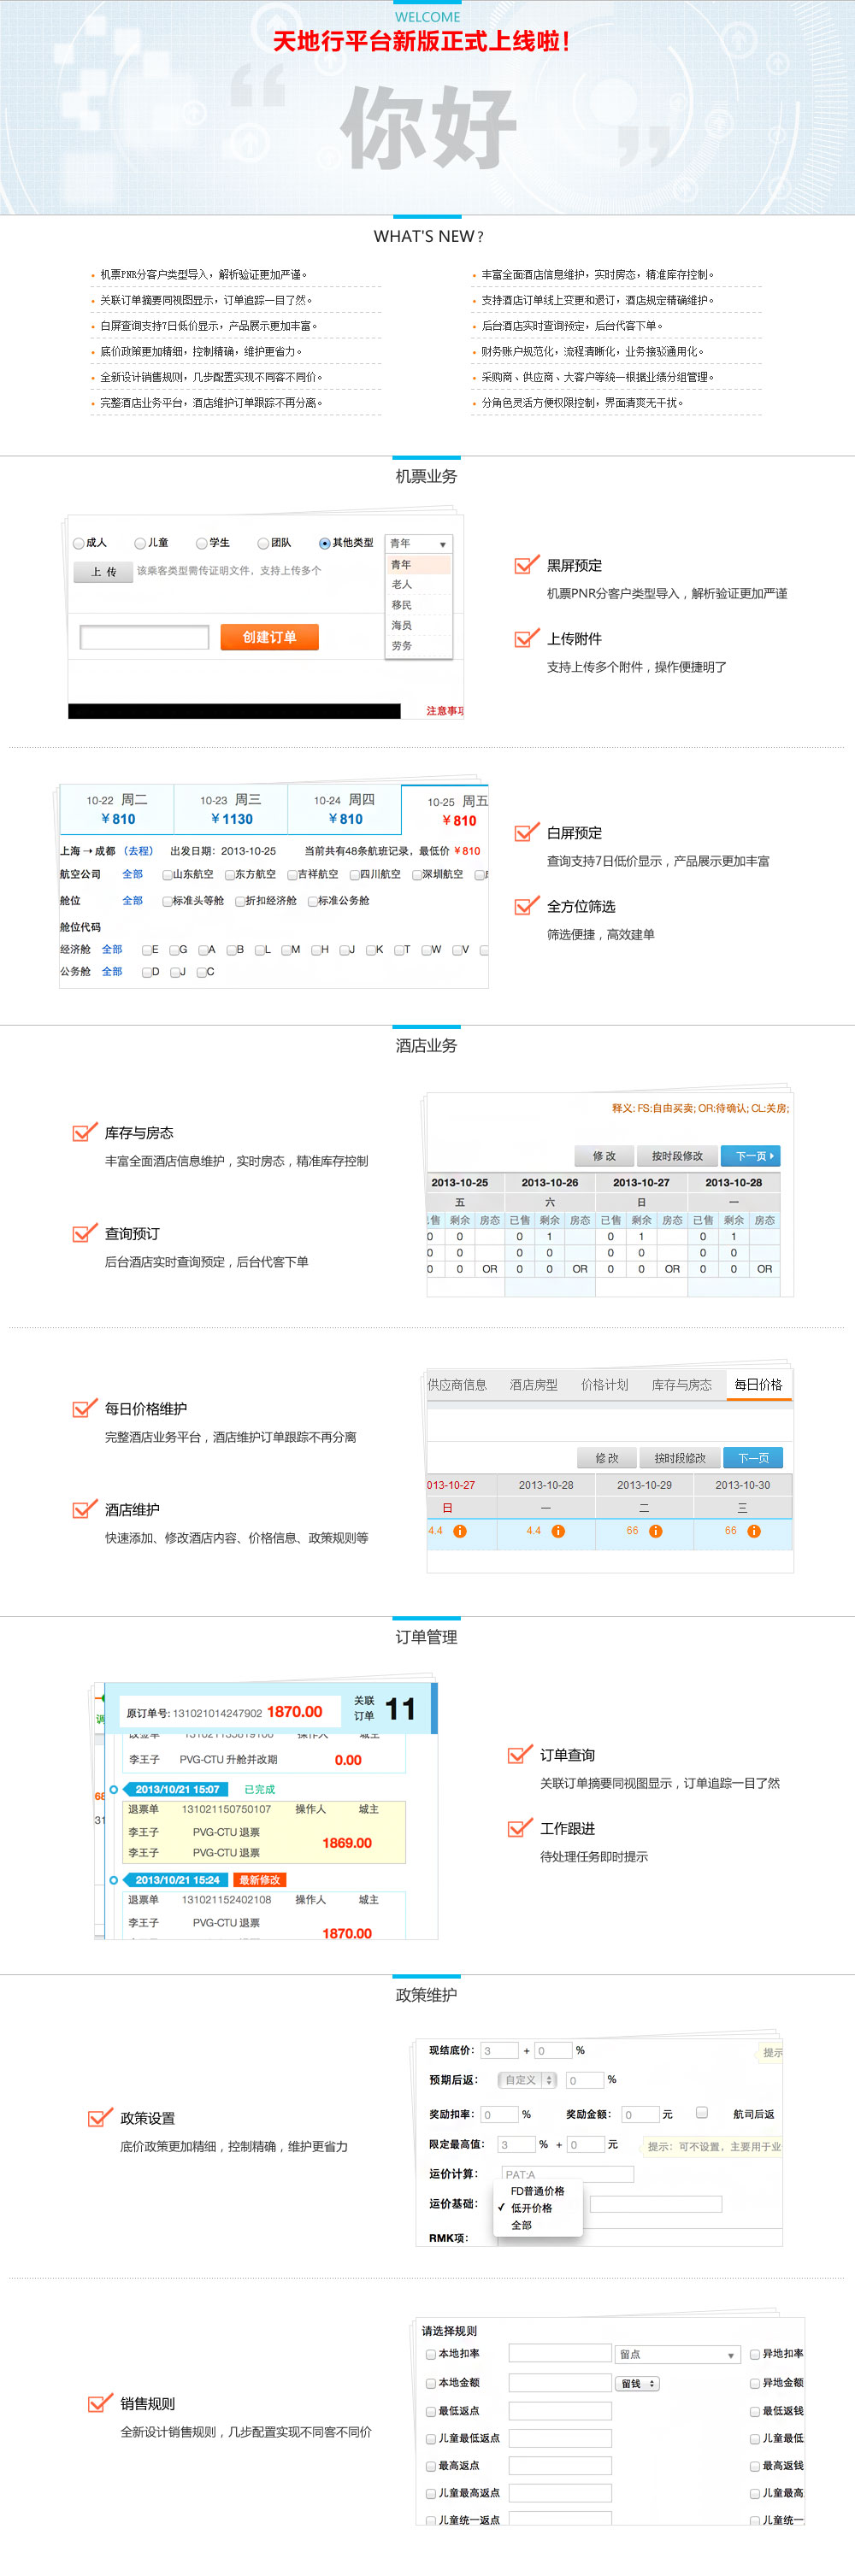 WELCOME
天地行平台新版正式上线啦！
“ 你好 ”
WHAT'S NEW？
机票PNR分客户类型导入，解析验证更加严谨。
关联订单摘要同视图显示，订单追踪一目了然。
白屏查询支持7日低价显示，产品展示更加丰富。
底价政策更加精细，控制精确，维护更省力。
全新设计销售规则，几步配置实现不同客不同价。
完整酒店业务平台，酒店维护订单跟踪不再分离。
丰富全面酒店信息维护，实时房态，精准库存控制。
支持酒店订单线上变更和退订，酒店规定精确维护。
后台酒店实时查询预定，后台代客下单。
财务账户规范化，流程清晰化，业务接驳通用化。
采购商、供应商、大客户等统一根据业绩分组管理。
分角色灵活方便权限控制，界面清爽无干扰。
机票业务
成人 儿童 学生 团队 其他类型 青年
上 传 该乘客类型需传证明文件，支持上传多个
青年
老人
移民
海员
劳务
创建订单
注意事项
黑屏预定
机票PNR分客户类型导入，解析验证更加严谨
上传附件
支持上传多个附件，操作便捷明了
10-22 周二 10-23 周三 10-24 周四 10-25 周五
￥810 ￥1130 ￥810 ￥810
上海→成都（去程） 出发日期：2013-10-25 当前共有48条航班记录，最低价 ￥810
航空公司 全部 山东航空 东方航空 吉祥航空 四川航空 深圳航空
舱位 全部 标准头等舱 折扣经济舱 标准公务舱
舱位代码
经济舱 全部 E G A B L M H J K T W V
公务舱 全部 D J C
白屏预定
查询支持7日低价显示，产品展示更加丰富
全方位筛选
筛选便捷，高效建单
酒店业务
库存与房态
丰富全面酒店信息维护，实时房态，精准库存控制
查询预订
后台酒店实时查询预定，后台代客下单
释义: FS:自由买卖; OR:待确认; CL:关房;
修 改 按时段修改 下一页
2013-10-25 2013-10-26 2013-10-27 2013-10-28
五 六 日 一
售 剩余 房态 已售 剩余 房态 已售 剩余 房态 已售 剩余 房态
0 0 0 1 0 1 0 1
0 0 0 0 0 0 0 0
0 0 OR 0 0 OR 0 0 OR 0 0 OR
每日价格维护
完整酒店业务平台，酒店维护订单跟踪不再分离
酒店维护
快速添加、修改酒店内容、价格信息、政策规则等
供应商信息 酒店房型 价格计划 库存与房态 每日价格
修 改 按时段修改 下一页
013-10-27 2013-10-28 2013-10-29 2013-10-30
日 一 二 三
4.4 4.4 66 66
订单管理
原订单号: 131021014247902 1870.00 关联订单 11
李王子 PVG-CTU 升舱并改期 0.00
2013/10/21 15:07 已完成
退票单 131021150750107 操作人 城主
李王子 PVG-CTU 退票
李王子 PVG-CTU 退票
1869.00
2013/10/21 15:24 最新修改
退票单 131021152402108 操作人 城主
李王子 PVG-CTU 退票
1870.00
订单查询
关联订单摘要同视图显示，订单追踪一目了然
工作跟进
待处理任务即时提示
政策维护
政策设置
底价政策更加精细，控制精确，维护更省力
现结底价： 3 + 0 % 提示
预期后返： 自定义 0 %
奖励扣率： 0 % 奖励金额： 0 元 航司后返
限定最高值： 3 % + 0 元 提示：可不设置，主要用于业
运价计算： PAT:A
运价基础：
FD普通价格
✓ 低开价格
全部
RMK项：
销售规则
全新设计销售规则，几步配置实现不同客不同价
请选择规则
本地扣率 留点 异地扣率
本地金额 留钱 异地金额
最低返点 最低返钱
儿童最低返点 儿童最低
最高返点 最高返钱
儿童最高返点 儿童最高
儿童统一返点 儿童统一